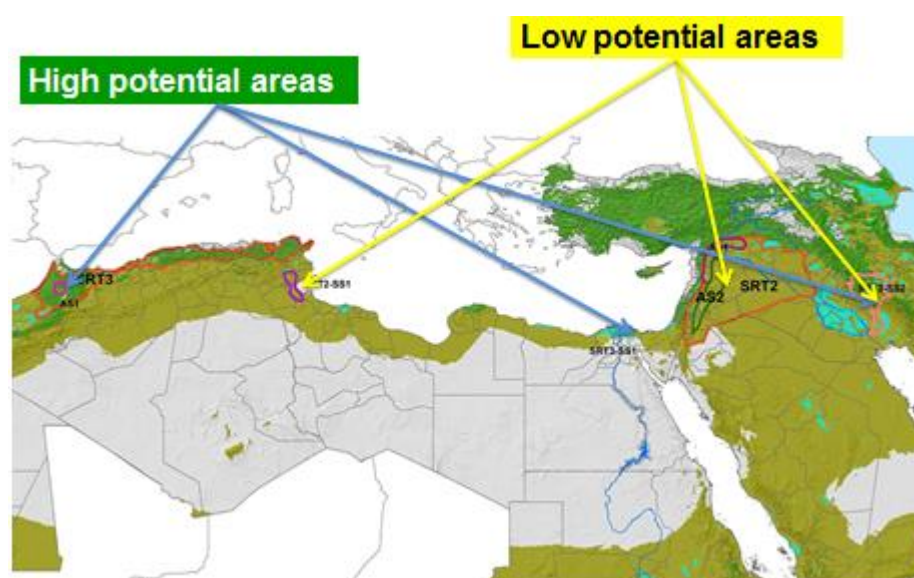 Low potential areas
High potential areas
SRT3
AS1
SRT2
AS2
SRT3-SS1